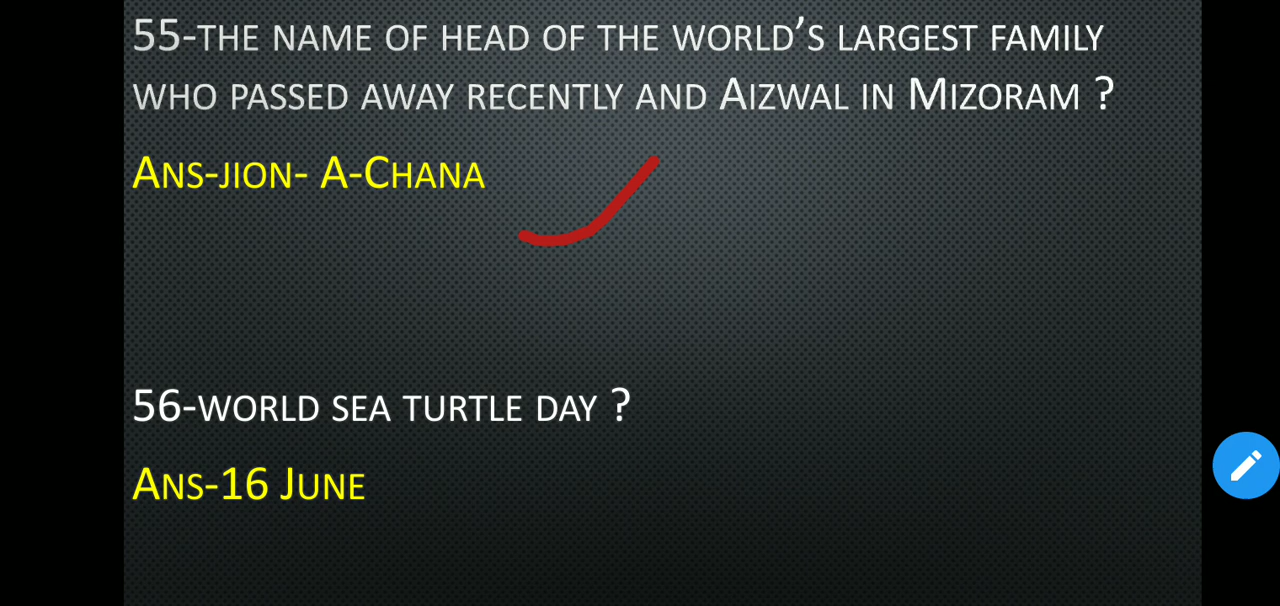 55-THE NAME OF HEAD OF THE WORLD'S LARGEST FAMILY
WHO PASSED AWAY RECENTLY AND AIZWAL IN MIZORAM ?
ANS-JION- A-CHANA
56-WORLD SEA TURTLE DAY ?
ANS-16 JUNE